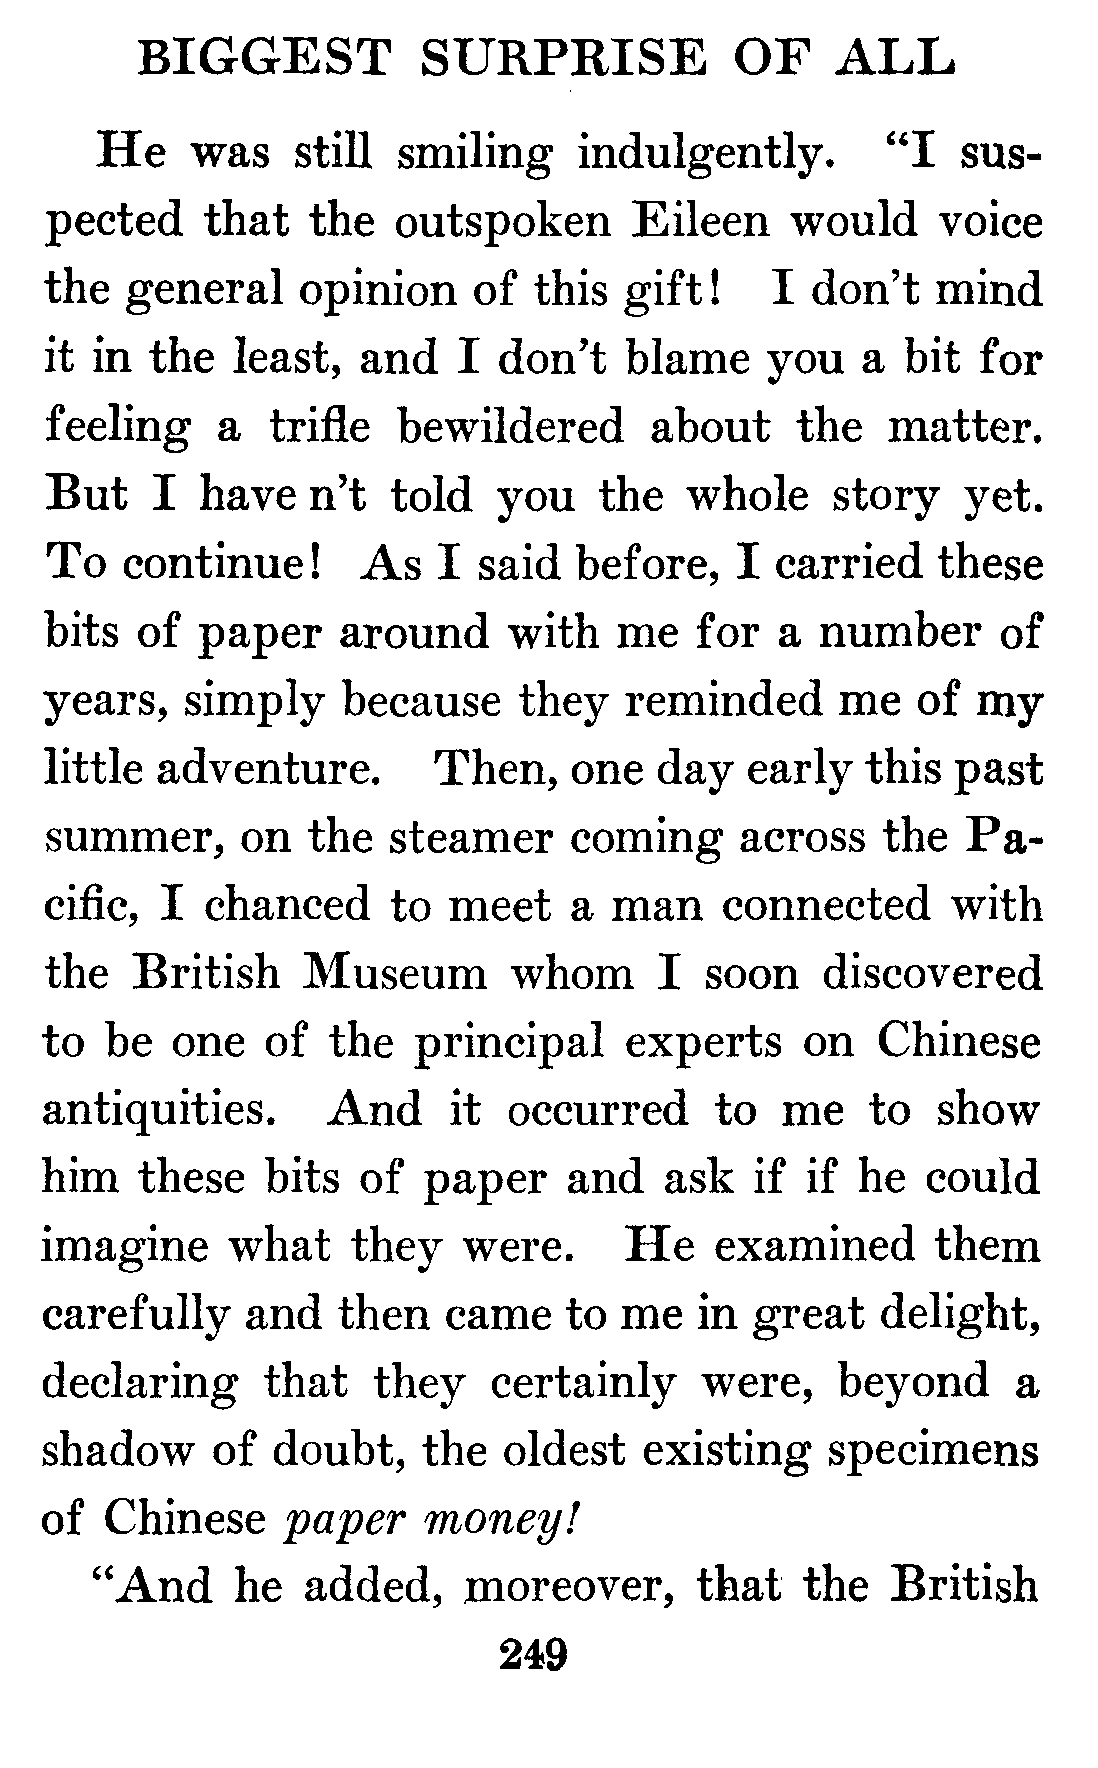 BIGGEST SURPRISE OF ALL
He was still smiling indulgently. “I sus-
pected that the outspoken Eileen would voice
the general opinion of this gift! I don’t mind
it in the least, and I don’t blame you a bit for
feeling a trifle bewildered about the matter.
But I have n’t told you the whole story yet.
To continue! As I said before, I carried these
bits of paper around with me for a number of
years, simply because they reminded me of my
little adventure. Then, one day early this past
summer, on the steamer coming across the Pa-
cific, I chanced to meet a man connected with
the British Museum whom I soon discovered
to be one of the principal experts on Chinese
antiquities. And it occurred to me to show
him these bits of paper and ask if if he could
imagine what they were. He examined them
carefully and then came to me in great delight,
declaring that they certainly were, beyond a
shadow of doubt, the oldest existing specimens
of Chinese paper money!
“And he added, moreover, that the British
249